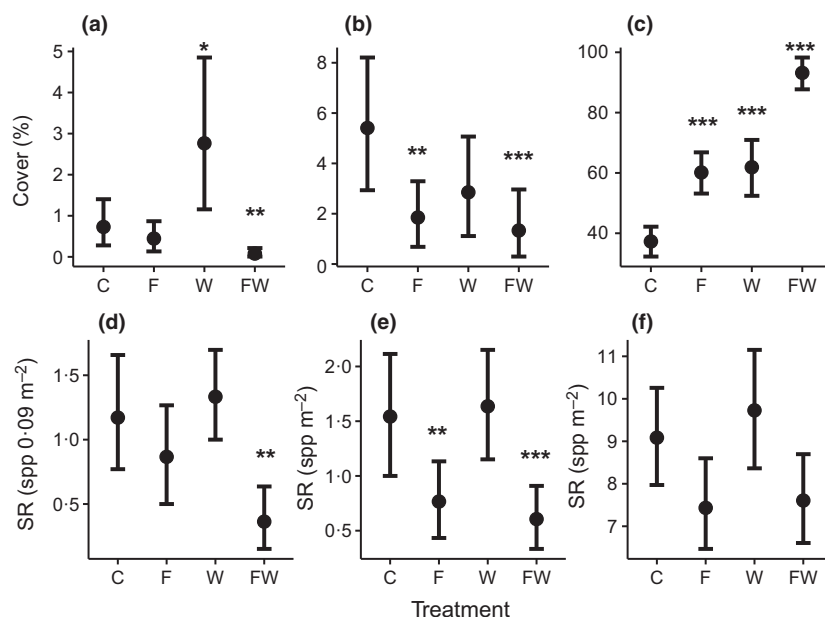 (a)
(b)
(c)
Cover (%)
5
4
3
2
1
0
*
**
C F W FW
8
6
4
2
0
**
***
C F W FW
100
80
60
40
***
***
***
C F W FW
(d)
(e)
(f)
SR (spp 0·09 m−2)
1·5
1·0
0·5
**
C F W FW
SR (spp m−2)
2·0
1·5
1·0
0·5
**
***
C F W FW
SR (spp m−2)
11
10
9
8
7
C F W FW
Treatment